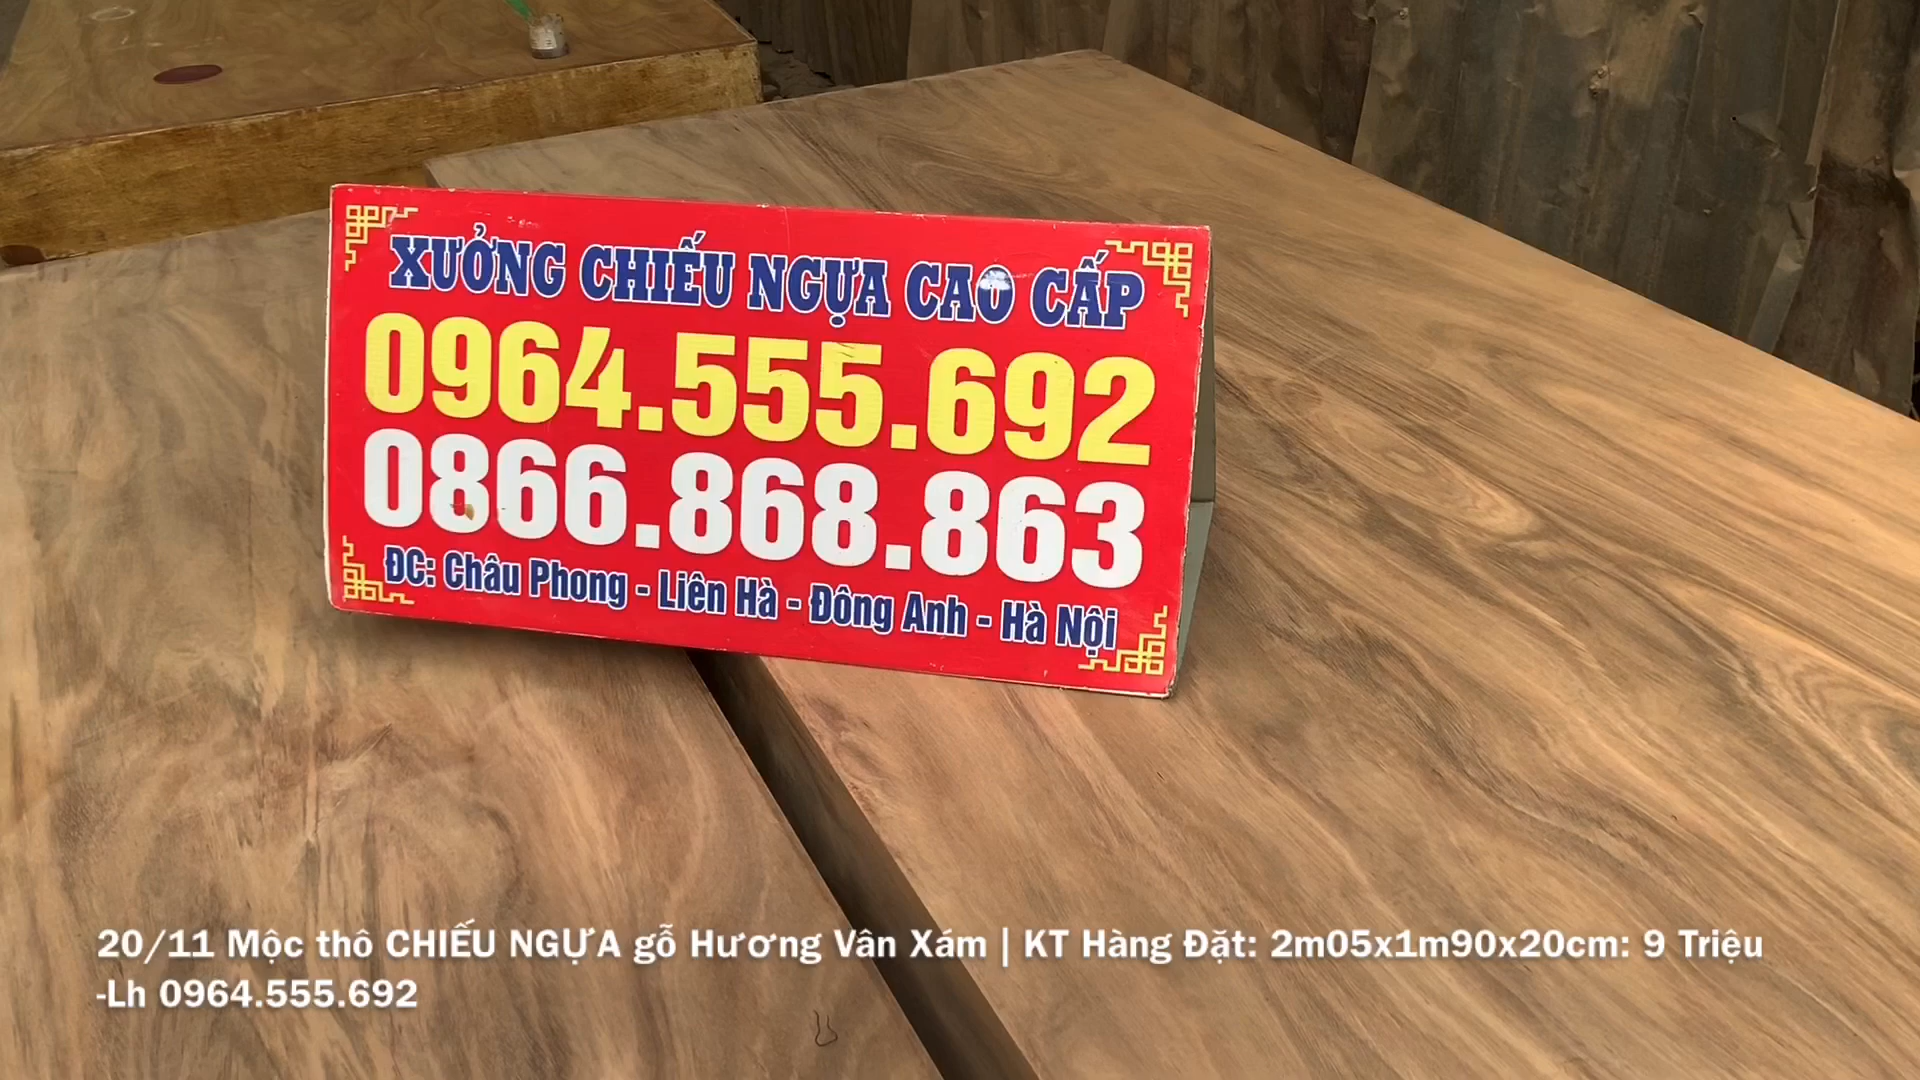 XƯỞNG CHIẾU NGỰA CAO CẤP
0964.555.692
0866.868.863
ĐC: Châu Phong - Liên Hà - Đông Anh - Hà Nội
20/11 Mộc thô CHIẾU NGỰA gỗ Hương Vân Xám | KT Hàng Đặt: 2m05x1m90x20cm: 9 Triệu
-Lh 0964.555.692